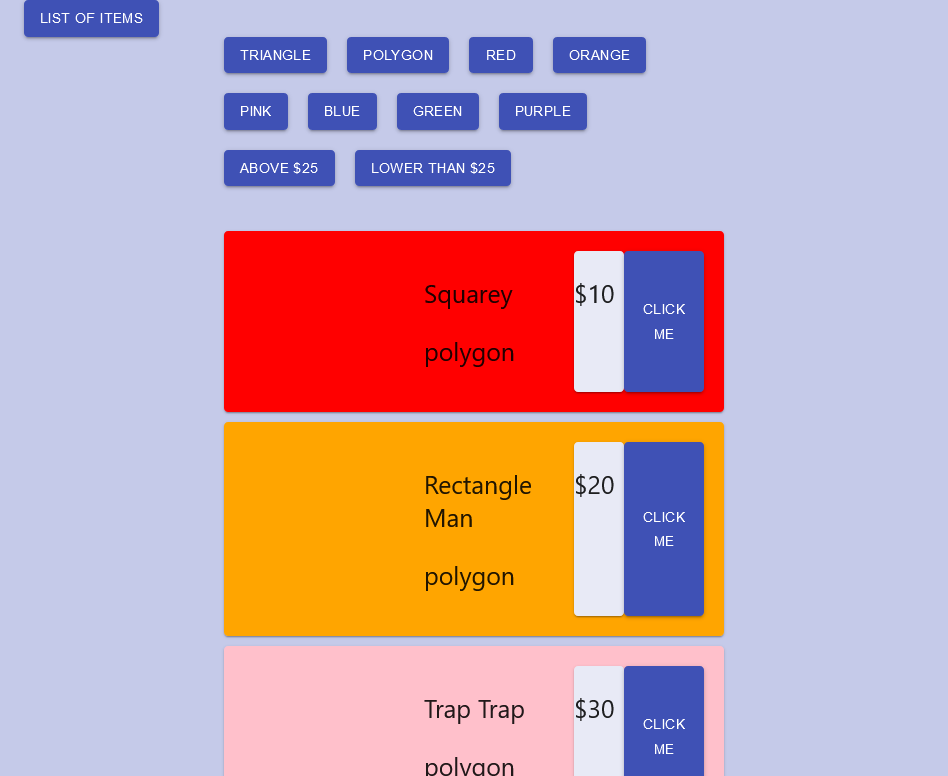 LIST OF ITEMS
TRIANGLE POLYGON RED ORANGE
PINK BLUE GREEN PURPLE
ABOVE $25 LOWER THAN $25
Squarey
polygon
$10
CLICK
ME
Rectangle
Man
polygon
$20
CLICK
ME
Trap Trap
polygon
$30
CLICK
ME